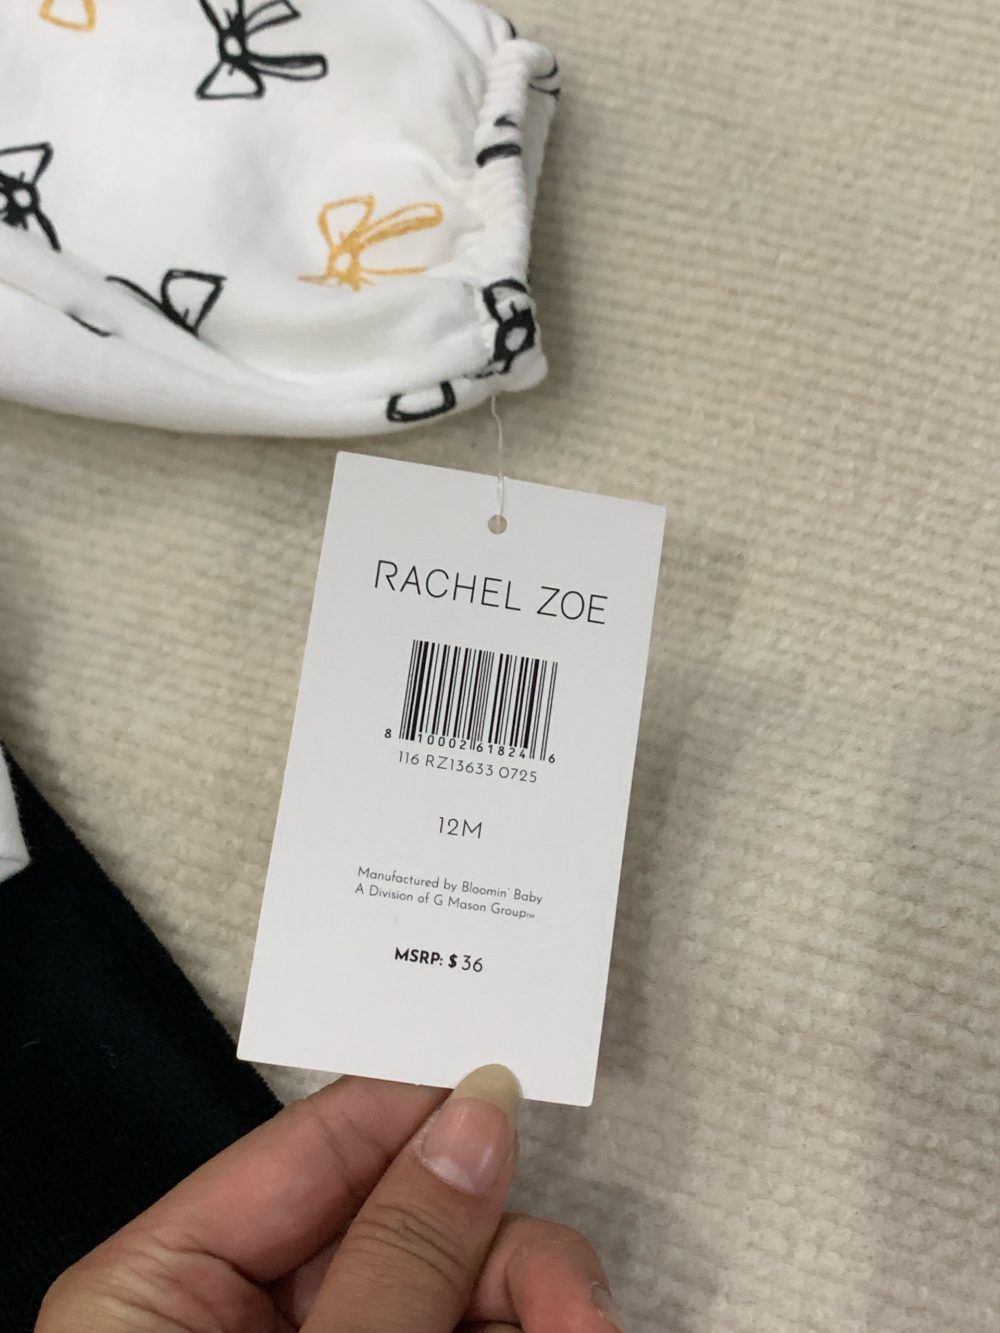 RACHEL ZOE
8 10002 61824 6
116 RZ13633 0725
12M
Manufactured by Bloomin' Baby
A Division of G Mason Group™
MSRP: $ 36